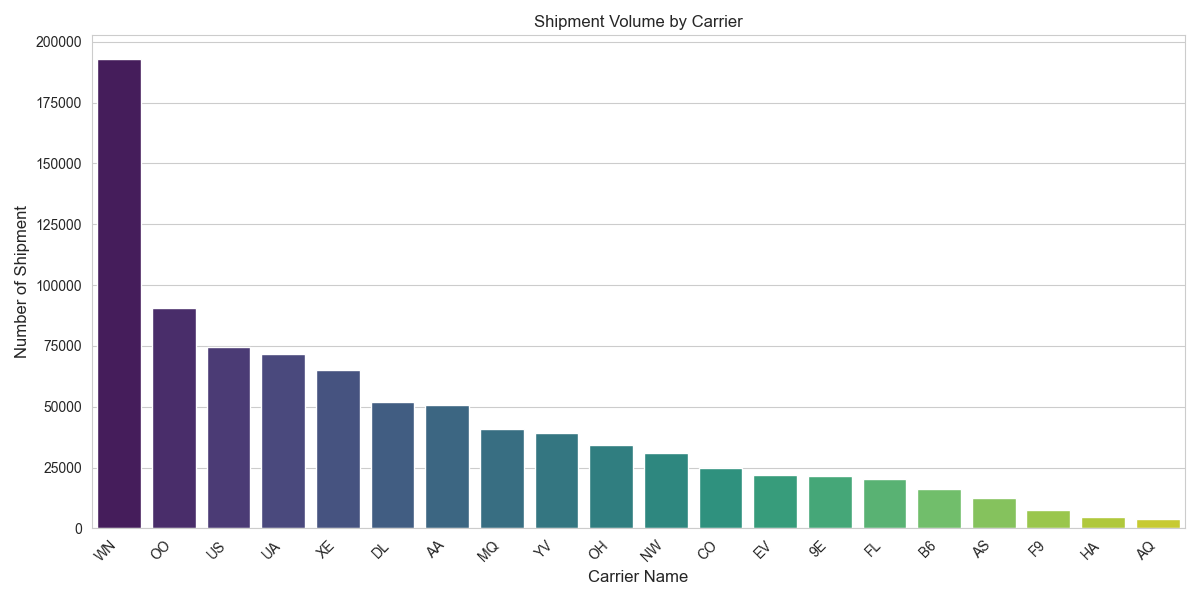 Shipment Volume by Carrier
Number of Shipment
200000
175000
150000
125000
100000
75000
50000
25000
0
WN OO US UA XE DL AA MQ YV OH NW CO EV 9E FL B6 AS F9 HA AQ
Carrier Name